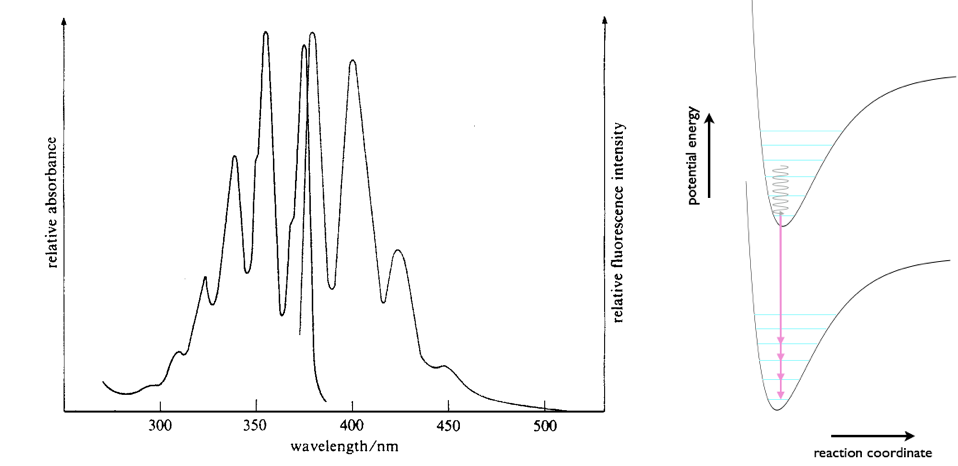 relative absorbance
300
350
400
450
500
wavelength/nm
relative fluorescence intensity
potential energy
reaction coordinate